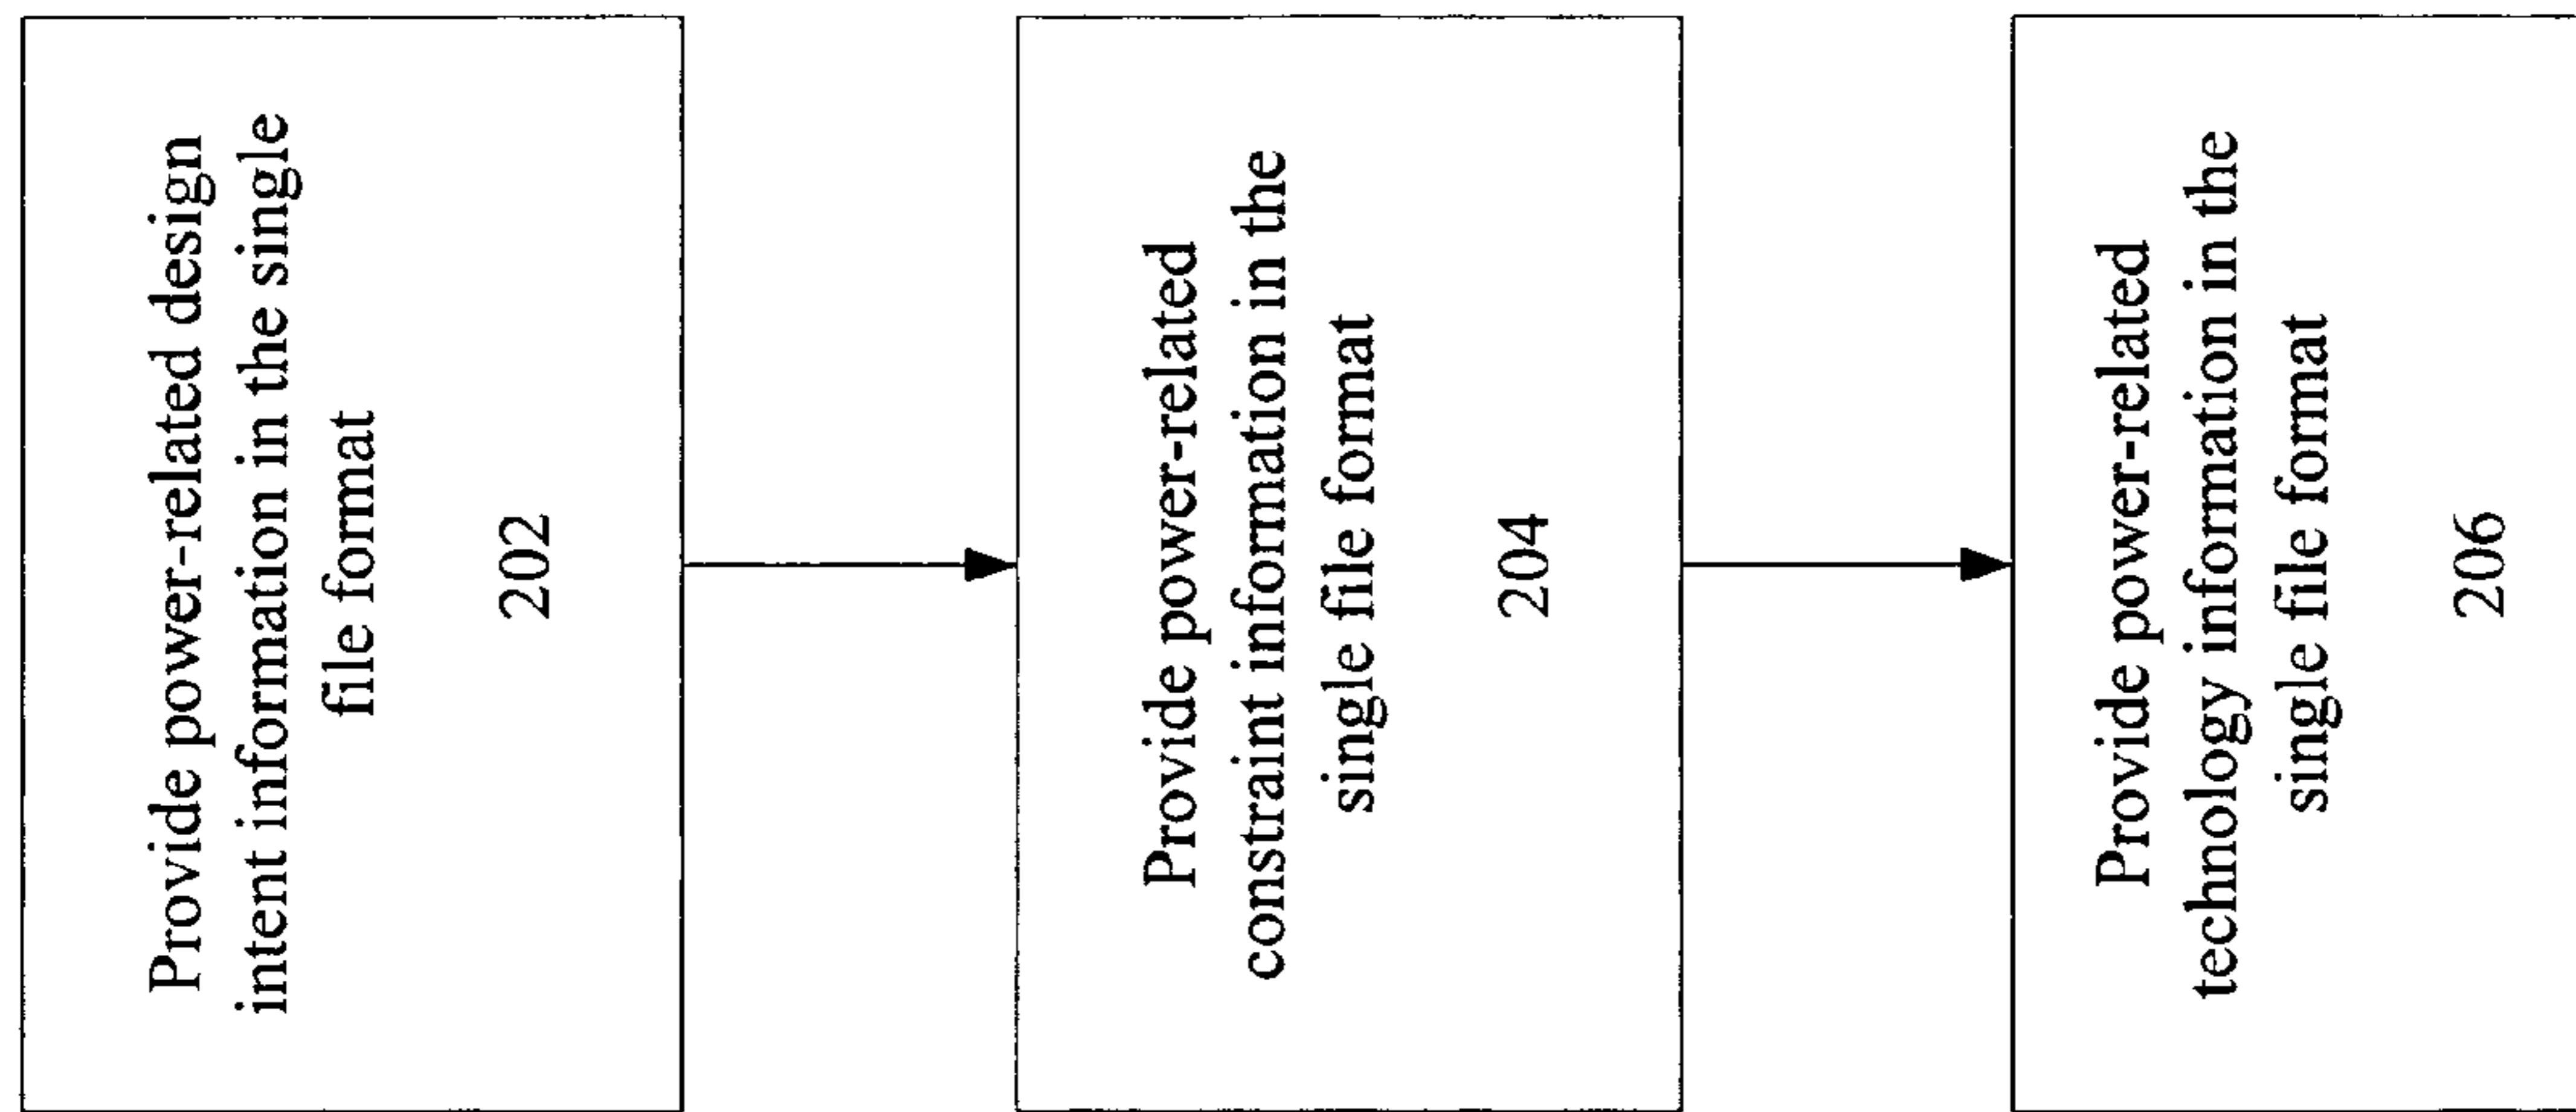 Provide power-related design
intent information in the single
file format
202
Provide power-related
constraint information in the
single file format
204
Provide power-related
technology information in the
single file format
206